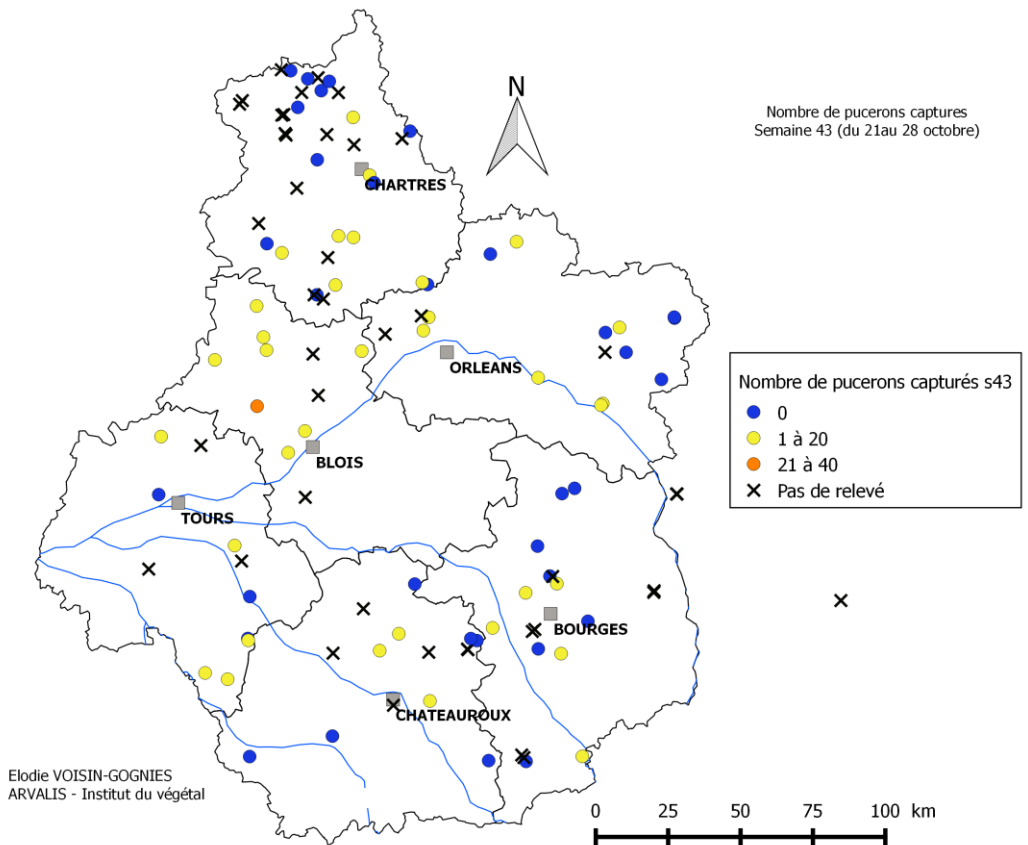 N
Nombre de pucerons captures
Semaine 43 (du 21au 28 octobre)
CHARTRES
ORLEANS
Nombre de pucerons capturés s43
0
1 à 20
21 à 40
Pas de relevé
BLOIS
TOURS
BOURGES
CHATEAUROUX
Elodie VOISIN-GOGNIES
ARVALIS - Institut du végétal
0 25 50 75 100 km